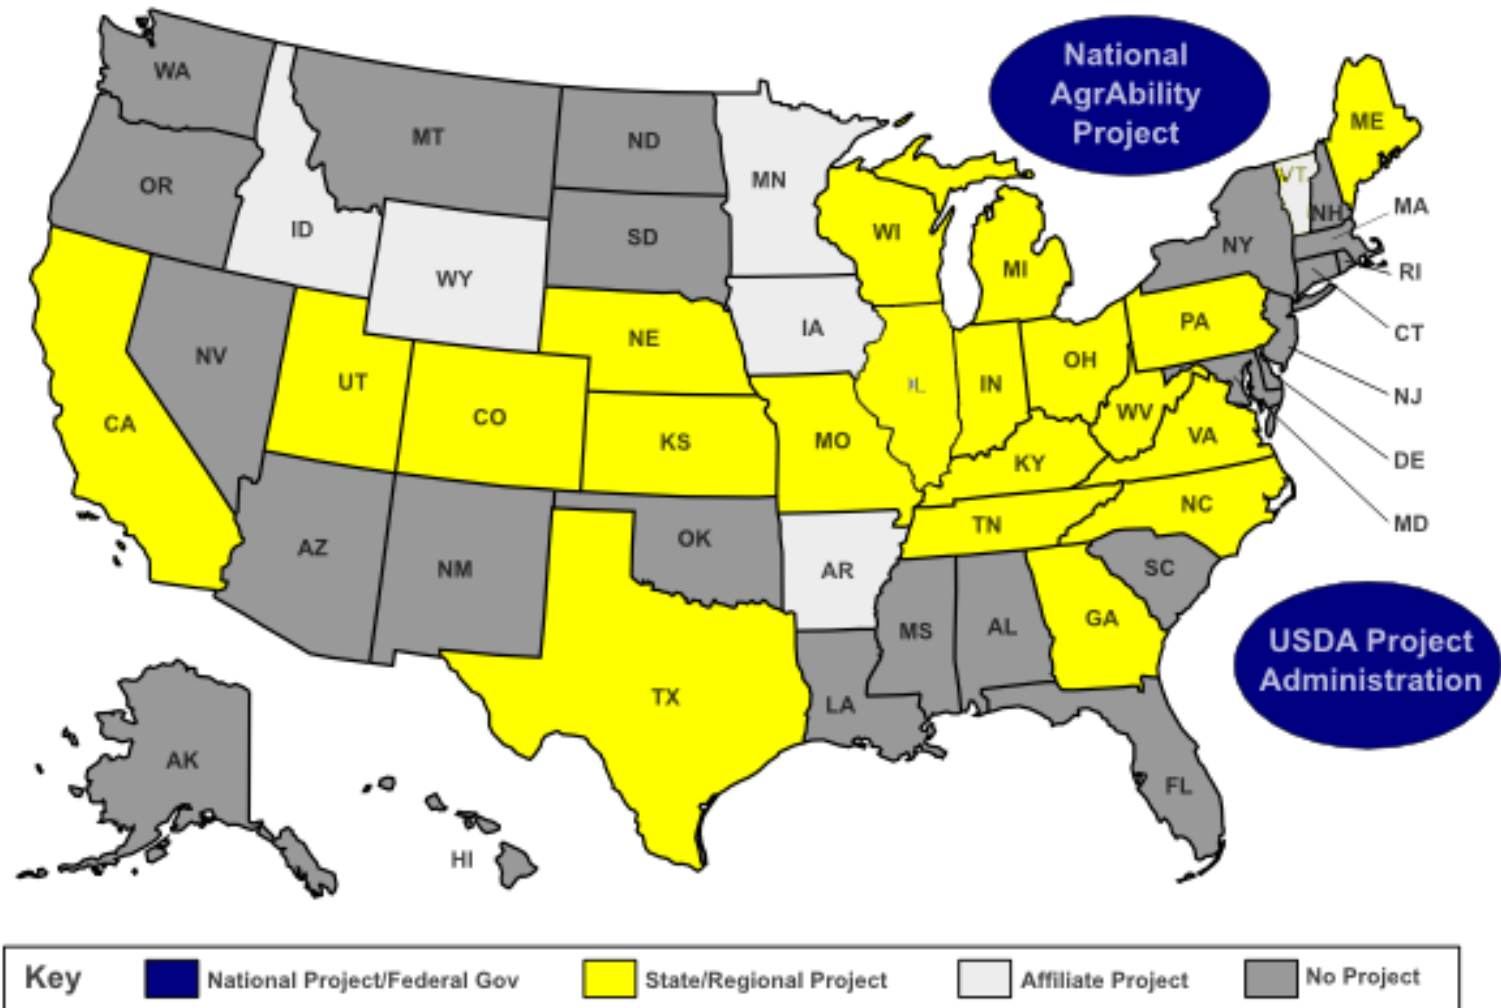 National
AgrAbility
Project
WA
MT
ND
MN
ME
OR
ID
SD
WI
MI
VT
NH
MA
NY
RI
WY
IA
NE
PA
CT
NV
UT
CO
IL
IN
OH
NJ
CA
KS
MO
KY
WV
VA
DE
AZ
NM
OK
AR
TN
NC
MD
SC
MS
AL
GA
USDA Project
Administration
TX
LA
AK
FL
HI
Key
National Project/Federal Gov
State/Regional Project
Affiliate Project
No Project